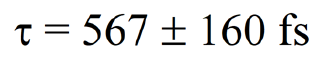 τ = 567 ± 160 fs